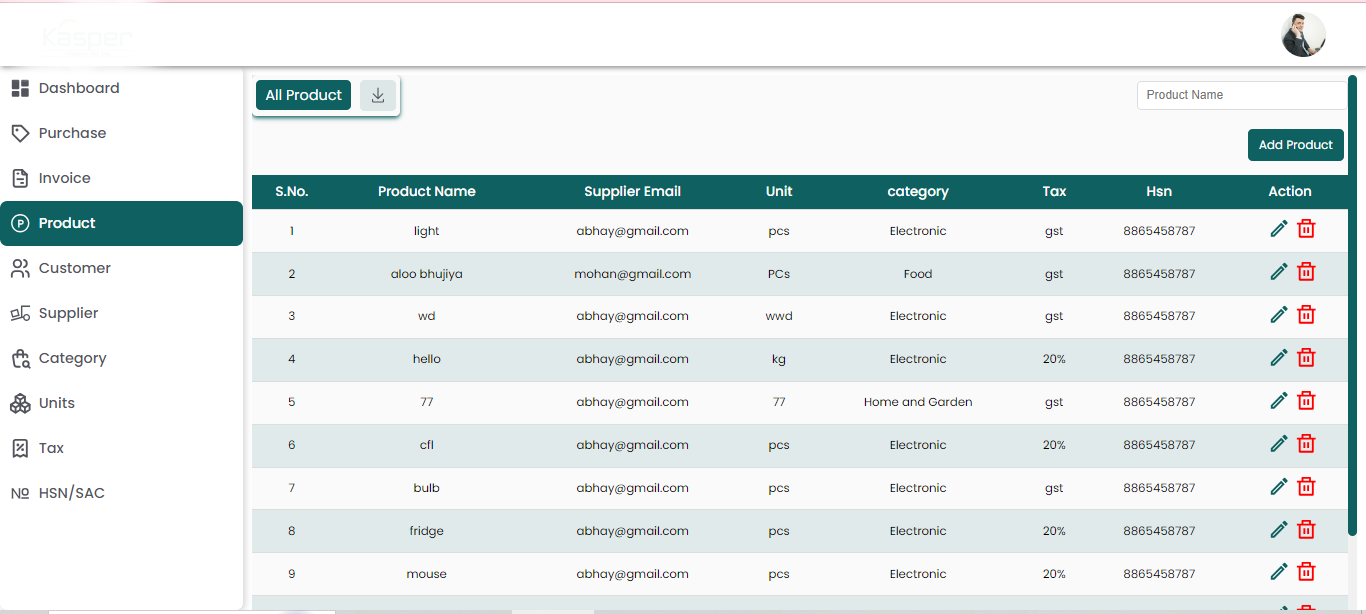 Kasper
Dashboard
Purchase
Invoice
Product
Customer
Supplier
Category
Units
Tax
Nº HSN/SAC
All Product
Product Name
Add Product
S.No. Product Name Supplier Email Unit category Tax Hsn Action
1 light abhay@gmail.com pcs Electronic gst 8865458787
2 aloo bhujiya mohan@gmail.com PCs Food gst 8865458787
3 wd abhay@gmail.com wwd Electronic gst 8865458787
4 hello abhay@gmail.com kg Electronic 20% 8865458787
5 77 abhay@gmail.com 77 Home and Garden gst 8865458787
6 cfl abhay@gmail.com pcs Electronic 20% 8865458787
7 bulb abhay@gmail.com pcs Electronic gst 8865458787
8 fridge abhay@gmail.com pcs Electronic 20% 8865458787
9 mouse abhay@gmail.com pcs Electronic 20% 8865458787